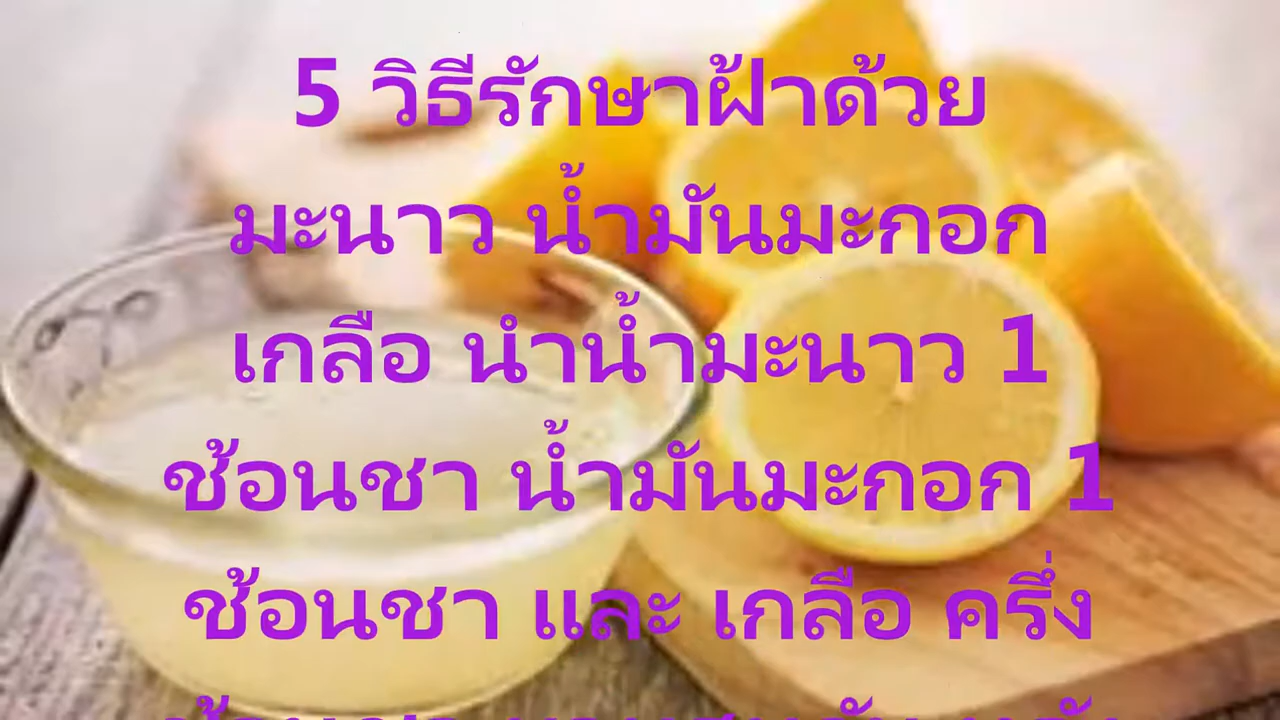 5 วิธีรักษาฝ้าด้วย
มะนาว น้ำมันมะกอก
เกลือ นำน้ำมะนาว 1
ช้อนชา น้ำมันมะกอก 1
ช้อนชา และ เกลือ ครึ่ง